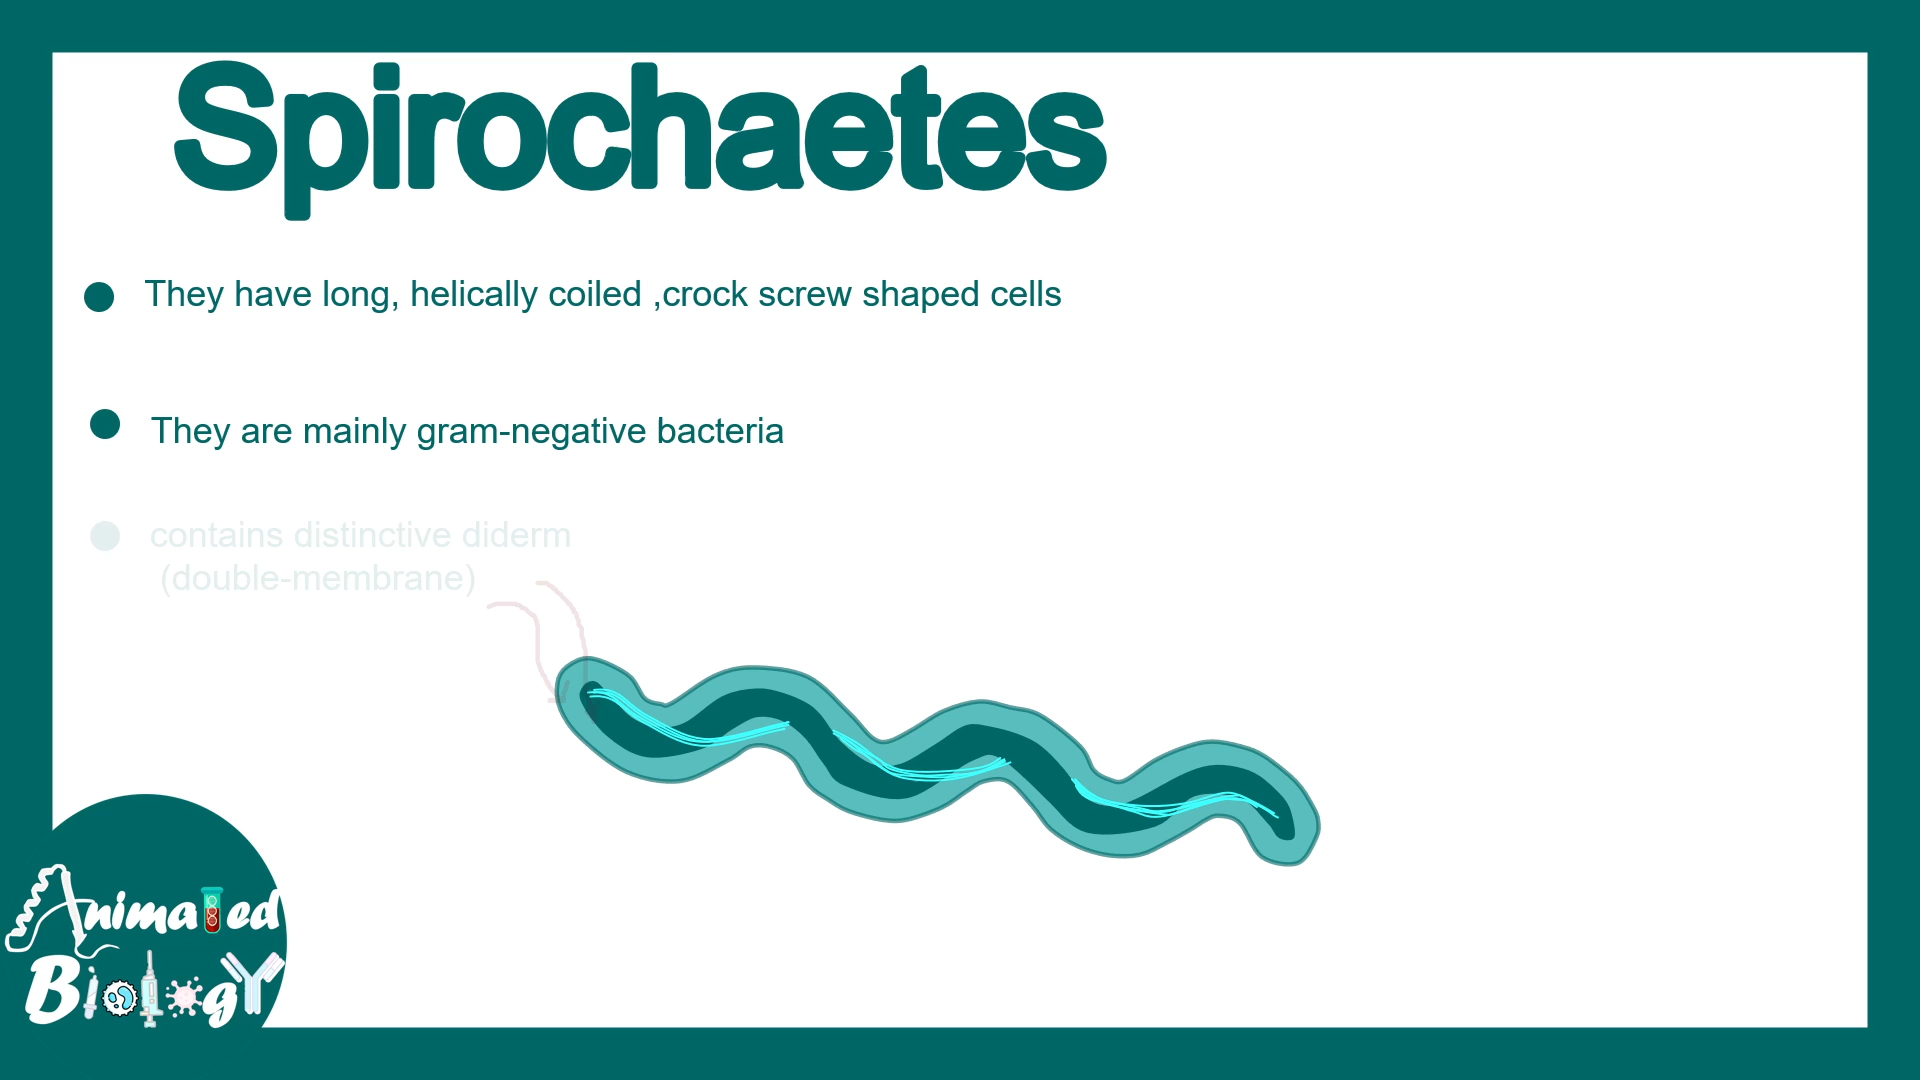 Spirochaetes
They have long, helically coiled ,crock screw shaped cells
They are mainly gram-negative bacteria
contains distinctive diderm
(double-membrane)
Animated
BiologY